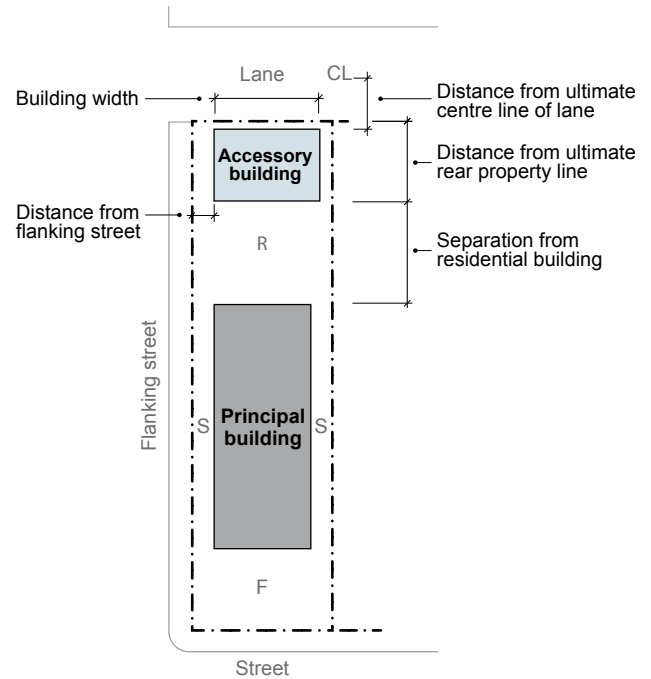 Lane
CL
Building width
Distance from ultimate
centre line of lane
Accessory
building
Distance from ultimate
rear property line
Distance from
flanking street
R
Separation from
residential building
Flanking street
S
Principal
building
S
F
Street